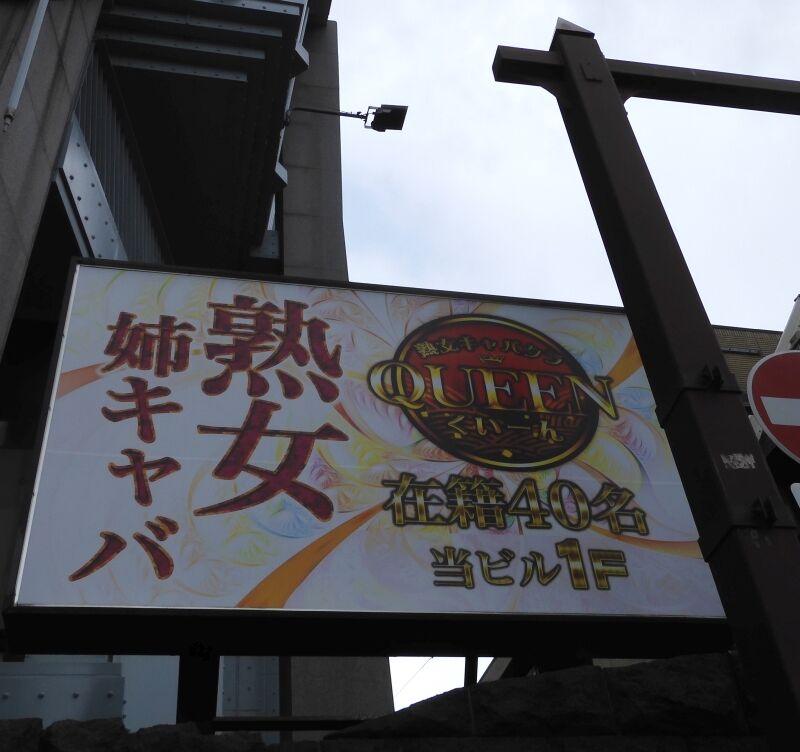 熟女
姉キャバ
熟女キャバクラ
QUEEN
くいーん
在籍40名
当ビル1F